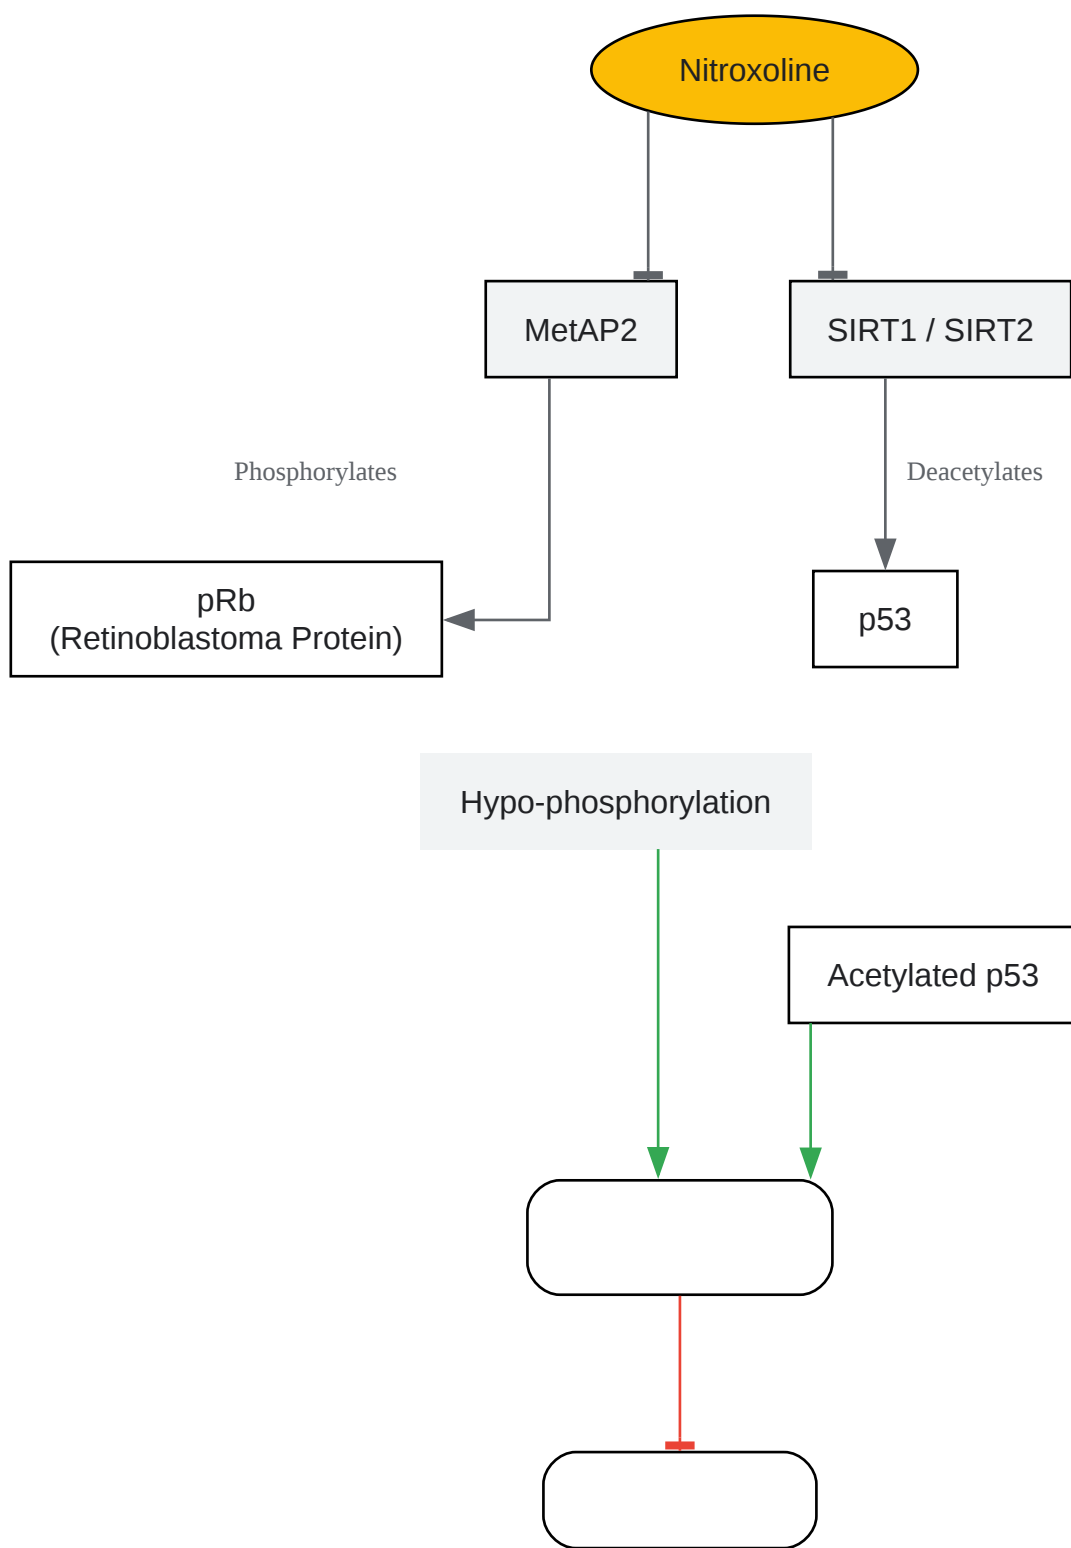 Nitroxoline
MetAP2
SIRT1 / SIRT2
Phosphorylates
Deacetylates
pRb
(Retinoblastoma Protein)
p53
Hypo-phosphorylation
Acetylated p53